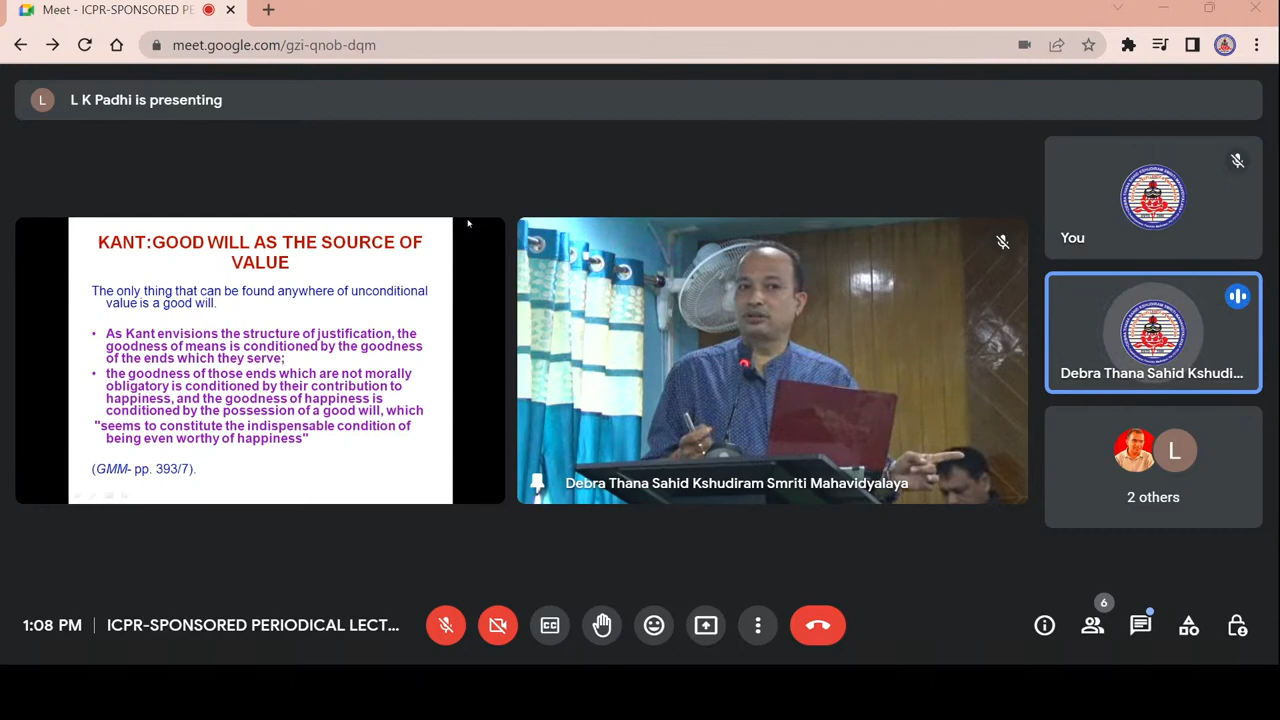 Meet - ICPR-SPONSORED PE
meet.google.com/gzi-qnob-dqm
L
L K Padhi is presenting
KANT:GOOD WILL AS THE SOURCE OF
VALUE
The only thing that can be found anywhere of unconditional
value is a good will.
• As Kant envisions the structure of justification, the
goodness of means is conditioned by the goodness
of the ends which they serve;
• the goodness of those ends which are not morally
obligatory is conditioned by their contribution to
happiness, and the goodness of happiness is
conditioned by the possession of a good will, which
"seems to constitute the indispensable condition of
being even worthy of happiness"
(GMM- pp. 393/7).
Debra Thana Sahid Kshudiram Smriti Mahavidyalaya
You
Debra Thana Sahid Kshudi...
L
2 others
1:08 PM | ICPR-SPONSORED PERIODICAL LECT...
6